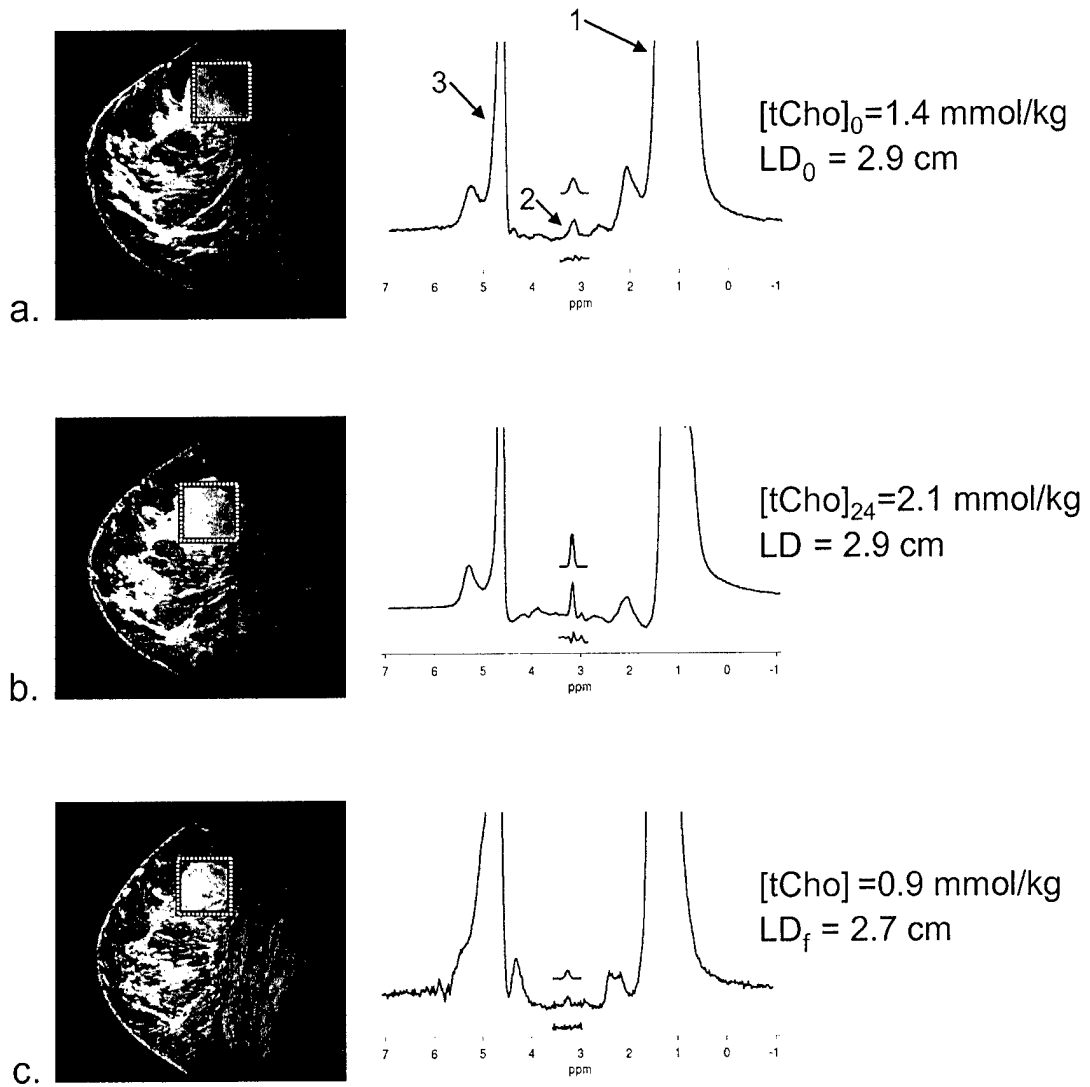 1
3
2
[tCho]₀=1.4 mmol/kg
LD₀ = 2.9 cm
7 6 5 4 3 2 1 0 -1
ppm
a.
[tCho]₂₄=2.1 mmol/kg
LD = 2.9 cm
7 6 5 4 3 2 1 0 -1
ppm
b.
[tCho] =0.9 mmol/kg
LD_f = 2.7 cm
7 6 5 4 3 2 1 0 -1
ppm
c.